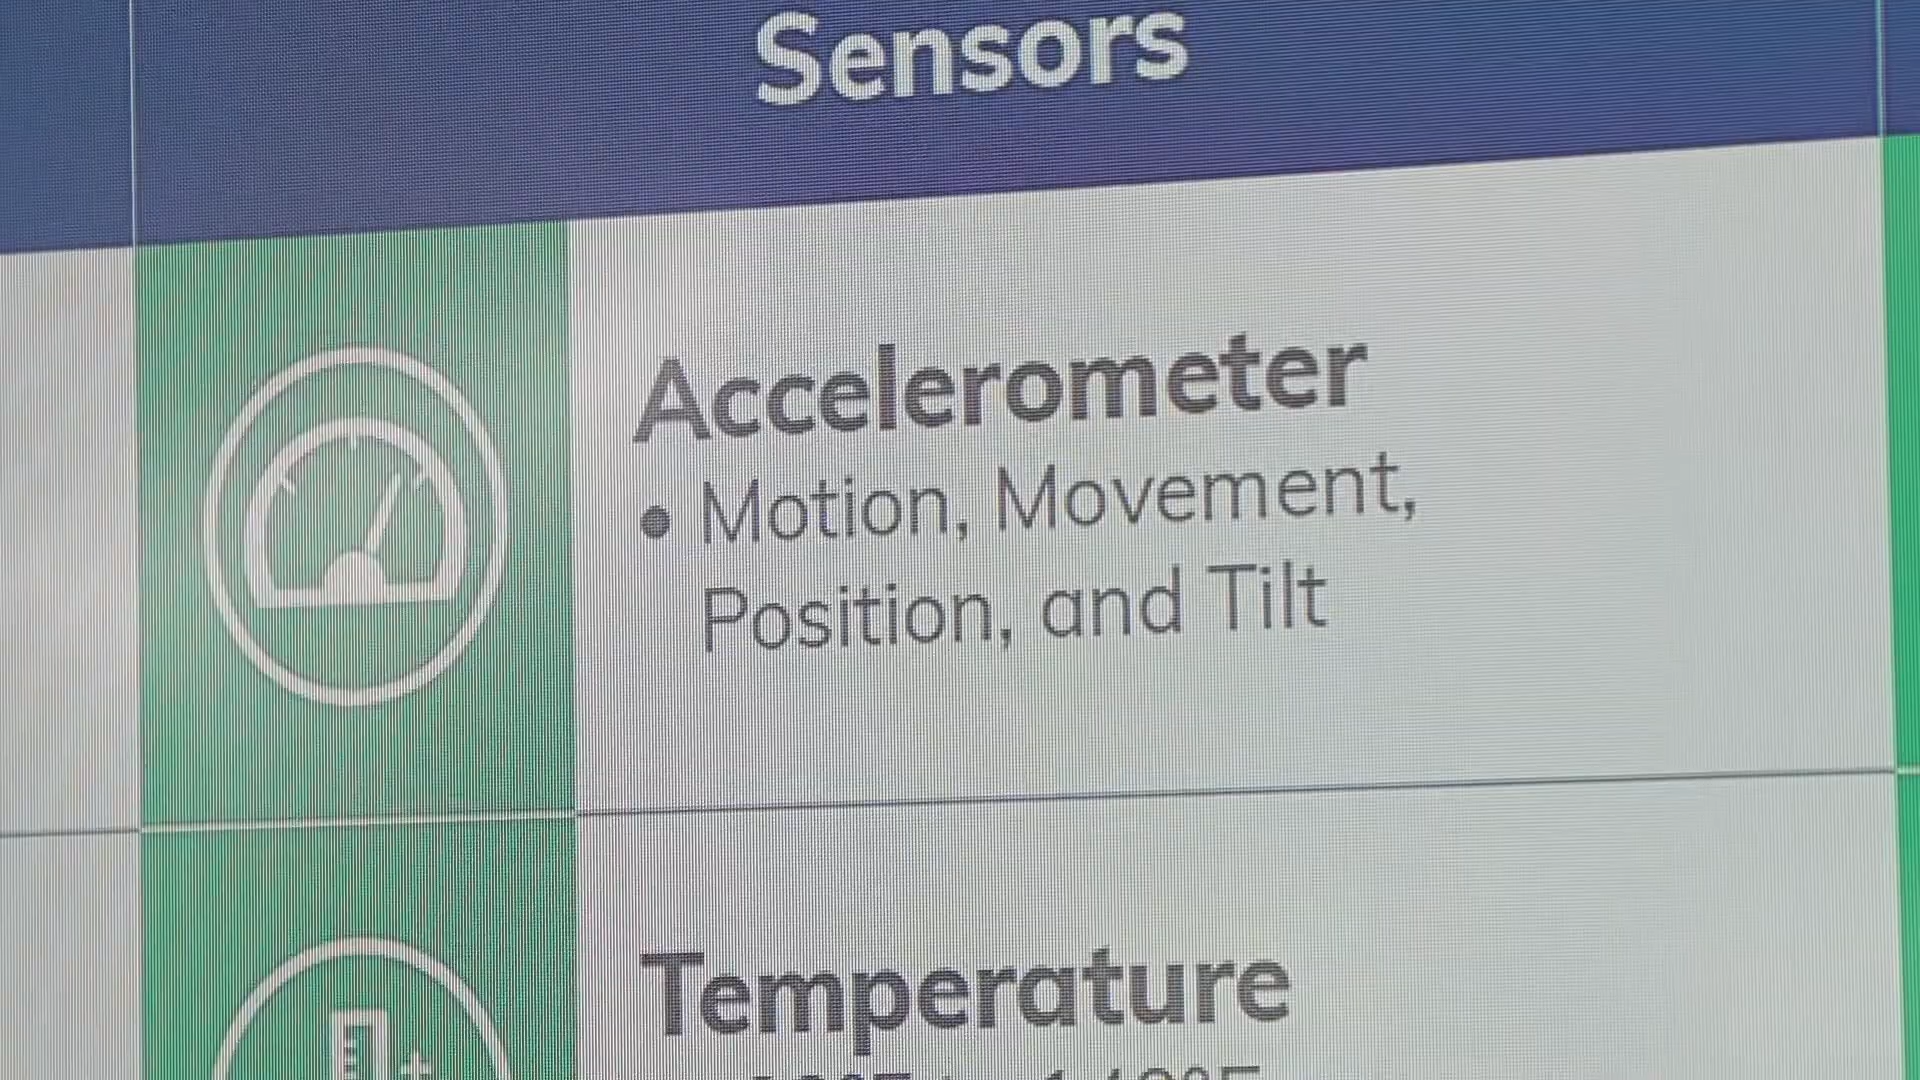 Sensors
Accelerometer
• Motion, Movement,
Position, and Tilt
Temperature